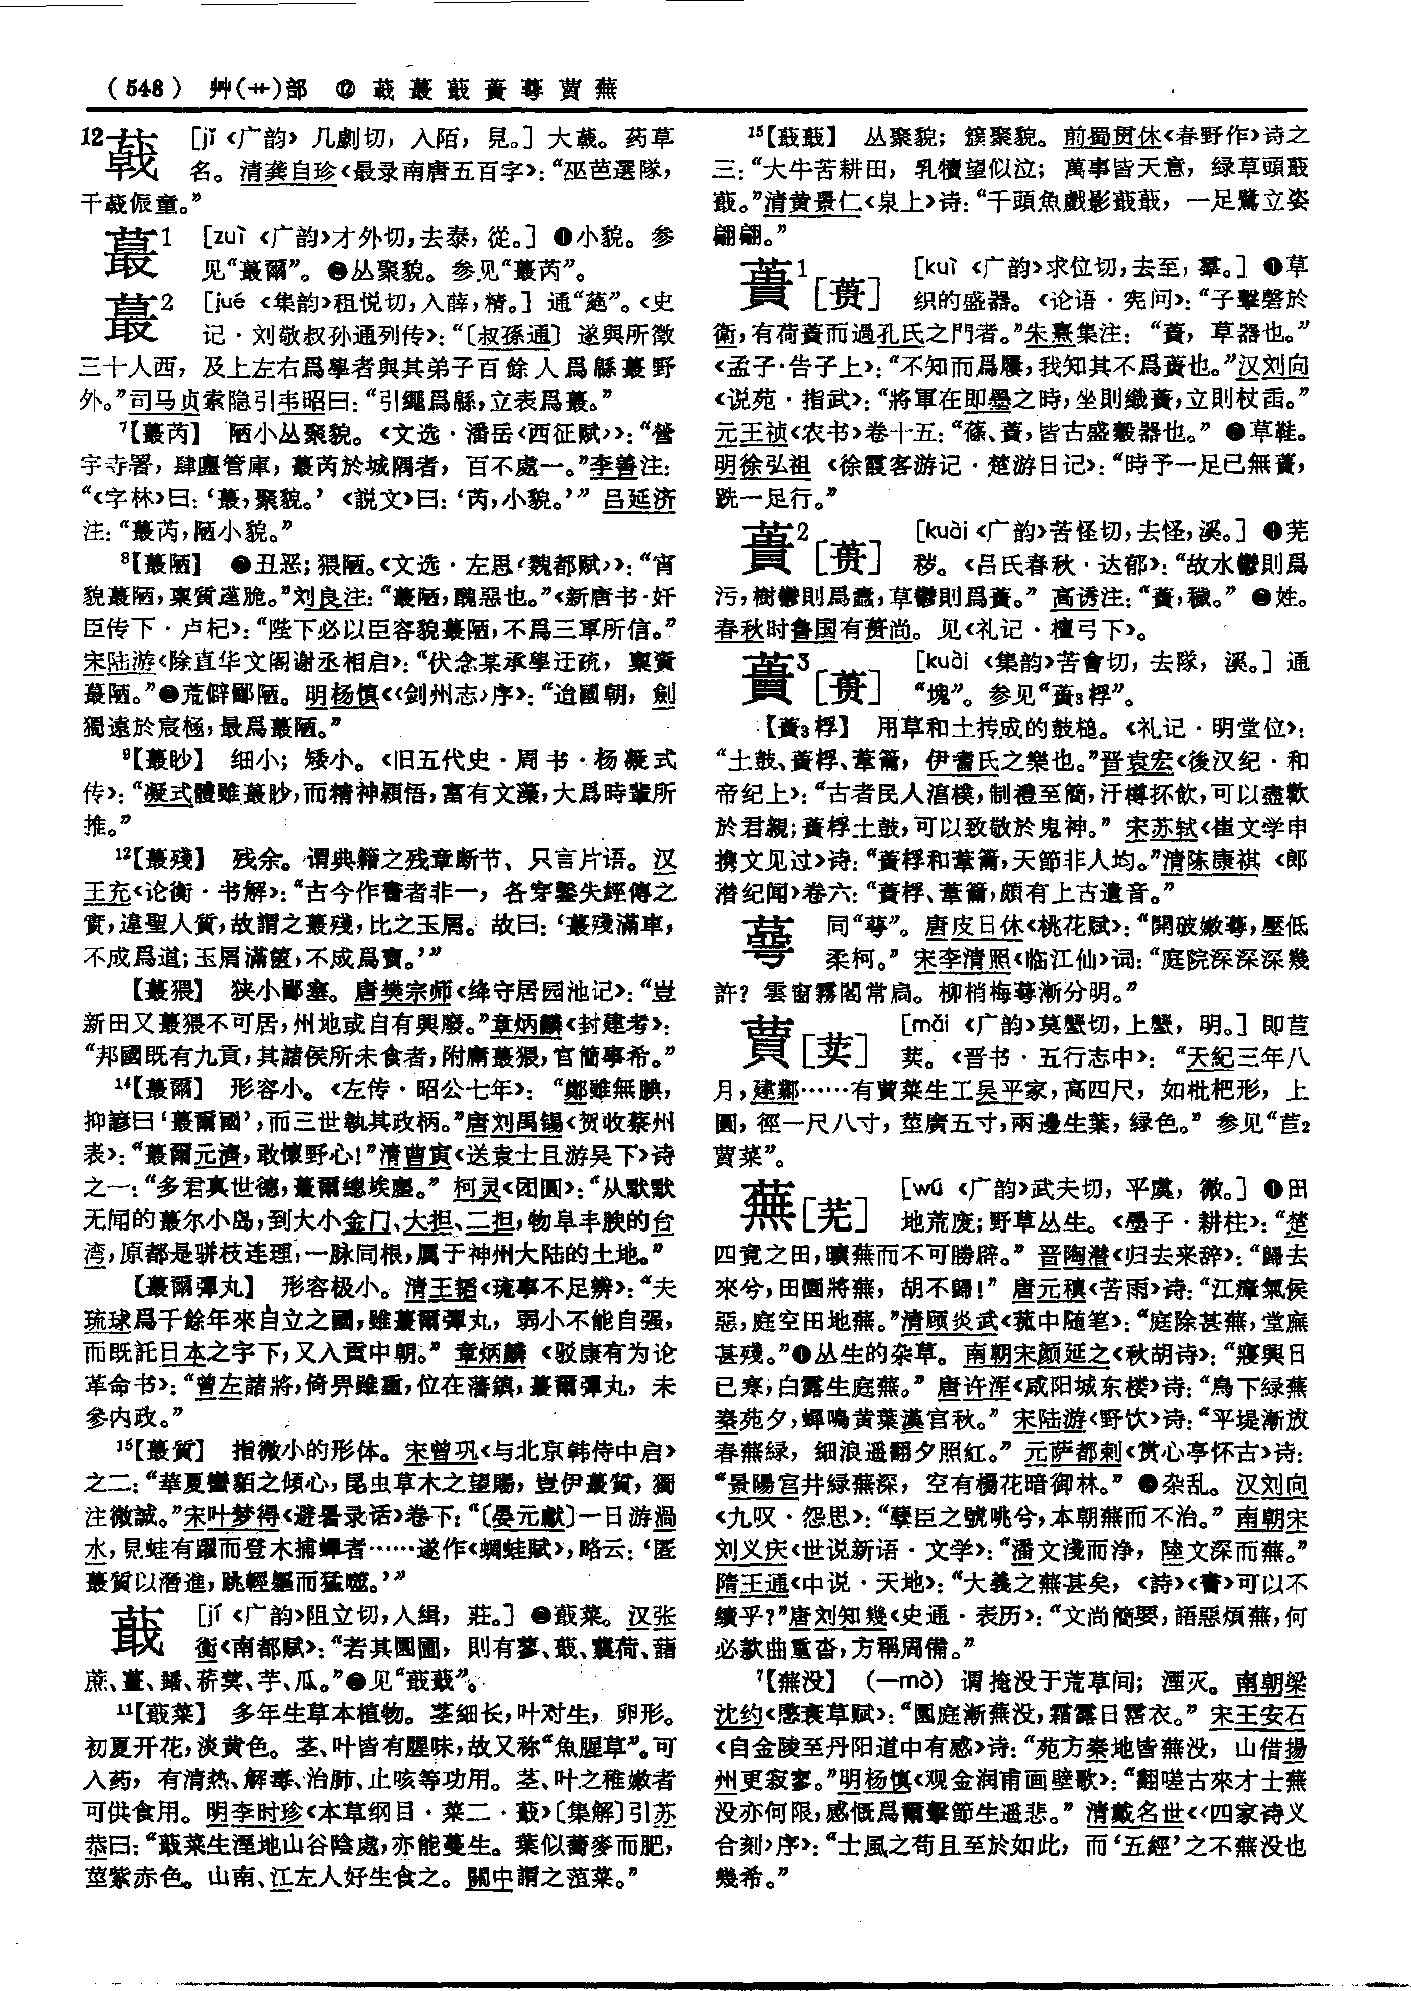 （548） 艸(艹)部 ⑫ 蕺蕞蕺蕢蕚蕒蕪
12 [jǐ《广韵》几劇切，入陌，見。] 大蕺。药草
名。清龚自珍《最录南唐五百字》：“巫芭選隊，
干蕺侲童。”
蕞1 [zuì《广韵》才外切，去泰，從。] ❶小貌。参
见“蕞爾”。❷丛聚貌。参见“蕞芮”。
蕞2 [jué《集韵》租悦切，入薛，精。] 通“蕝”。《史
记·刘敬叔孙通列传》：“〔叔孫通〕遂與所徵
三十人西，及上左右爲學者與其弟子百餘人爲緜蕞野
外。”司马贞索隐引韦昭曰：“引繩爲緜，立表爲蕞。”
7【蕞芮】 陋小丛聚貌。《文选·潘岳〈西征赋〉》：“營
宇寺署，肆廛管庫，蕞芮於城隅者，百不處一。”李善注：
“《字林》曰：‘蕞，聚貌。’《説文》曰：‘芮，小貌。’”吕延济
注：“蕞芮，陋小貌。”
8【蕞陋】 ❶丑恶；猥陋。《文选·左思〈魏都赋〉》：“宵
貌蕞陋，稟質蓬脆。”刘良注：“蕞陋，醜惡也。”《新唐书·奸
臣传下·卢杞》：“陛下必以臣容貌蕞陋，不爲三軍所信。”
宋陆游《除直华文阁谢丞相启》：“伏念某承學迂疏，稟資
蕞陋。”❷荒僻鄙陋。明杨慎《〈剑州志〉序》：“迨國朝，劍
獨遠於宸極，最爲蕞陋。”
9【蕞眇】 细小；矮小。《旧五代史·周书·杨凝式
传》：“凝式體雖蕞眇，而精神穎悟，富有文藻，大爲時輩所
推。”
12【蕞殘】 残余。谓典籍之残章断节、只言片语。汉
王充《论衡·书解》：“古今作書者非一，各穿鑿失經傳之
實，違聖人質，故謂之蕞殘，比之玉屑。故曰：‘蕞殘滿車，
不成爲道；玉屑滿篋，不成爲寶。’”
【蕞猥】 狭小鄙塞。唐樊宗师《绛守居园池记》：“豈
新田又蕞猥不可居，州地或自有興廢。”章炳麟《封建考》：
“邦國既有九貢，其諸侯所未食者，附庸蕞猥，官簡事希。”
14【蕞爾】 形容小。《左传·昭公七年》：“鄭雖無腆，
抑諺曰‘蕞爾國’，而三世執其政柄。”唐刘禹锡《贺收蔡州
表》：“蕞爾元濟，敢懷野心！”清曹寅《送袁士旦游吴下》诗
之一：“多君真世德，蕞爾總埃塵。”柯灵《团圆》：“从默默
无闻的蕞尔小岛，到大小金门、大担、二担，物阜丰腴的台
湾，原都是骈枝连理，一脉同根，属于神州大陆的土地。”
【蕞爾彈丸】 形容极小。清王韬《琉事不足辨》：“夫
琉球爲千餘年來自立之國，雖蕞爾彈丸，弱小不能自强，
而既託日本之宇下，又入貢中朝。”章炳麟《驳康有为论
革命书》：“曾左諸將，倚畀雖重，位在藩鎮，蕞爾彈丸，未
參内政。”
15【蕞質】 指微小的形体。宋曾巩《与北京韩侍中启》
之二：“華夏蠻貊之傾心，昆虫草木之望賜，豈伊蕞質，獨
注微誠。”宋叶梦得《避暑录话》卷下：“〔晏元獻〕一日游渦
水，見蛙有躍而登木捕蟬者……遂作《蜩蛙賦》，略云：‘匿
蕞質以潛進，跳輕軀而猛噬。’”
蕺 [jí《广韵》阻立切，入缉，莊。] ❶蕺菜。汉张
衡《南都赋》：“若其園圃，則有蓼、蕺、蘘荷、藷
蔗、薑、𧃲、菥蓂、芋、瓜。”❷见“蕺蕺”。
11【蕺菜】 多年生草本植物。茎细长，叶对生，卵形。
初夏开花，淡黄色。茎、叶皆有腥味，故又称“魚腥草”。可
入药，有清热、解毒、治肺、止咳等功用。茎、叶之稚嫩者
可供食用。明李时珍《本草纲目·菜二·蕺》〔集解〕引苏
恭曰：“蕺菜生溼地山谷陰處，亦能蔓生。葉似蕎麥而肥，
莖紫赤色。山南、江左人好生食之。關中謂之菹菜。”
15【蕺蕺】 丛聚貌；簇聚貌。前蜀贯休《春野作》诗之
三：“大牛苦耕田，乳犢望似泣；萬事皆天意，緑草頭蕺
蕺。”清黄景仁《泉上》诗：“千頭魚戲影蕺蕺，一足鷺立姿
翩翩。”
蕢1［蒉］ [kuì《广韵》求位切，去至，羣。] ❶草
织的盛器。《论语·宪问》：“子擊磬於
衛，有荷蕢而過孔氏之門者。”朱熹集注：“蕢，草器也。”
《孟子·告子上》：“不知而爲屨，我知其不爲蕢也。”汉刘向
《说苑·指武》：“將軍在即墨之時，坐則織蕢，立則杖臿。”
元王祯《农书》卷十五：“蓧、蕢，皆古盛穀器也。”❷草鞋。
明徐弘祖《徐霞客游记·楚游日记》：“時予一足已無蕢，
跣一足行。”
蕢2［蒉］ [kuài《广韵》苦怪切，去怪，溪。] ❶芜
秽。《吕氏春秋·达郁》：“故水鬱則爲
污，樹鬱則爲蠹，草鬱則爲蕢。”高诱注：“蕢，穢。”❷姓。
春秋时鲁国有蒉尚。见《礼记·檀弓下》。
蕢3［蒉］ [kuài《集韵》苦會切，去隊，溪。] 通
“塊”。参见“蕢3桴”。
【蕢3桴】 用草和土抟成的鼓槌。《礼记·明堂位》：
“土鼓、蕢桴、葦籥，伊耆氏之樂也。”晋袁宏《後汉纪·和
帝纪上》：“古者民人湻樸，制禮至簡，汙樽抔飲，可以盡歡
於君親；蕢桴土鼓，可以致敬於鬼神。”宋苏轼《崔文学申
携文见过》诗：“蕢桴和葦籥，天節非人均。”清陈康祺《郎
潜纪闻》卷六：“蕢桴、葦籥，頗有上古遺音。”
蕚 同“萼”。唐皮日休《桃花赋》：“開破嫩萼，壓低
柔柯。”宋李清照《临江仙》词：“庭院深深深幾
許？雲窗霧閣常扃。柳梢梅萼漸分明。”
蕒［荬］ [mǎi《广韵》莫蟹切，上蟹，明。] 即苣
荬。《晋书·五行志中》：“天紀三年八
月，建鄴……有蕒菜生工吴平家，高四尺，如枇杷形，上
圓，徑一尺八寸，莖廣五寸，兩邊生葉，緑色。”参见“苣2
蕒菜”。
蕪［芜］ [wú《广韵》武夫切，平虞，微。] ❶田
地荒废；野草丛生。《墨子·耕柱》：“楚
四竟之田，曠蕪而不可勝辟。”晋陶潜《归去来辞》：“歸去
來兮，田園將蕪，胡不歸！”唐元稹《苦雨》诗：“江瘴氣候
惡，庭空田地蕪。”清顾炎武《菰中随笔》：“庭除甚蕪，堂廡
甚殘。”❷丛生的杂草。南朝宋颜延之《秋胡诗》：“寢興日
已寒，白露生庭蕪。”唐许浑《咸阳城东楼》诗：“鳥下緑蕪
秦苑夕，蟬鳴黄葉漢宫秋。”宋陆游《野饮》诗：“平堤漸放
春蕪緑，細浪遥翻夕照紅。”元萨都剌《赏心亭怀古》诗：
“景陽宫井緑蕪深，空有楊花暗御林。”❸杂乱。汉刘向
《九叹·怨思》：“孽臣之號咷兮，本朝蕪而不治。”南朝宋
刘义庆《世说新语·文学》：“潘文淺而浄，陸文深而蕪。”
隋王通《中说·天地》：“大義之蕪甚矣，《詩》《書》可以不
續乎？”唐刘知幾《史通·表历》：“文尚簡要，語惡煩蕪，何
必款曲重沓，方稱周備。”
7【蕪没】 （—mò）谓掩没于荒草间；湮灭。南朝梁
沈约《愍衰草赋》：“園庭漸蕪没，霜露日霑衣。”宋王安石
《自金陵至丹阳道中有感》诗：“苑方秦地皆蕪没，山借揚
州更寂寥。”明杨慎《观金润甫画壁歌》：“翻嗟古來才士蕪
没亦何限，感慨爲爾擊節生遥悲。”清戴名世《〈四家诗义
合刻〉序》：“士風之苟且至於如此，而‘五經’之不蕪没也
幾希。”